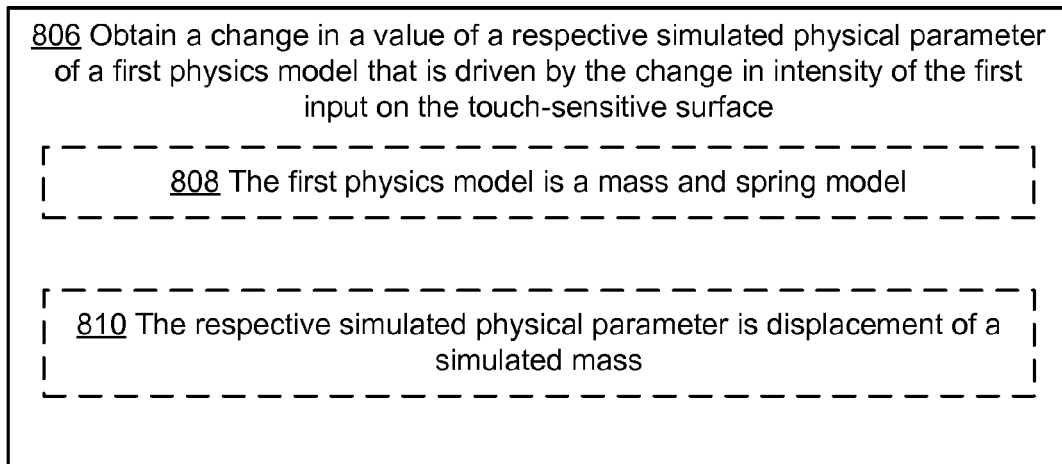 806 Obtain a change in a value of a respective simulated physical parameter
of a first physics model that is driven by the change in intensity of the first
input on the touch-sensitive surface
808 The first physics model is a mass and spring model
810 The respective simulated physical parameter is displacement of a
simulated mass